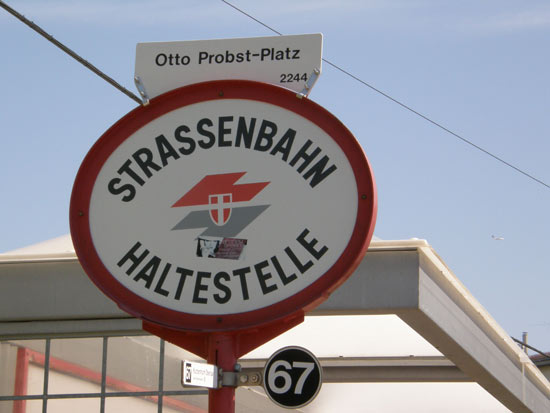 Otto Probst-Platz
2244
STRASSENBAHN
HALTESTELLE
67